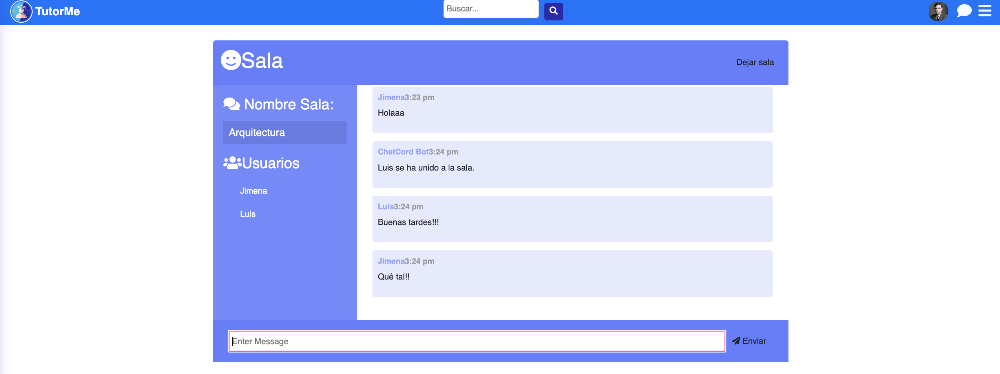 TutorMe
Buscar...
Sala
Dejar sala
Nombre Sala:
Arquitectura
Usuarios
Jimena
Luis
Jimena3:23 pm
Holaaa
ChatCord Bot3:24 pm
Luis se ha unido a la sala.
Luis3:24 pm
Buenas tardes!!!
Jimena3:24 pm
Qué tal!!
Enter Message
Enviar